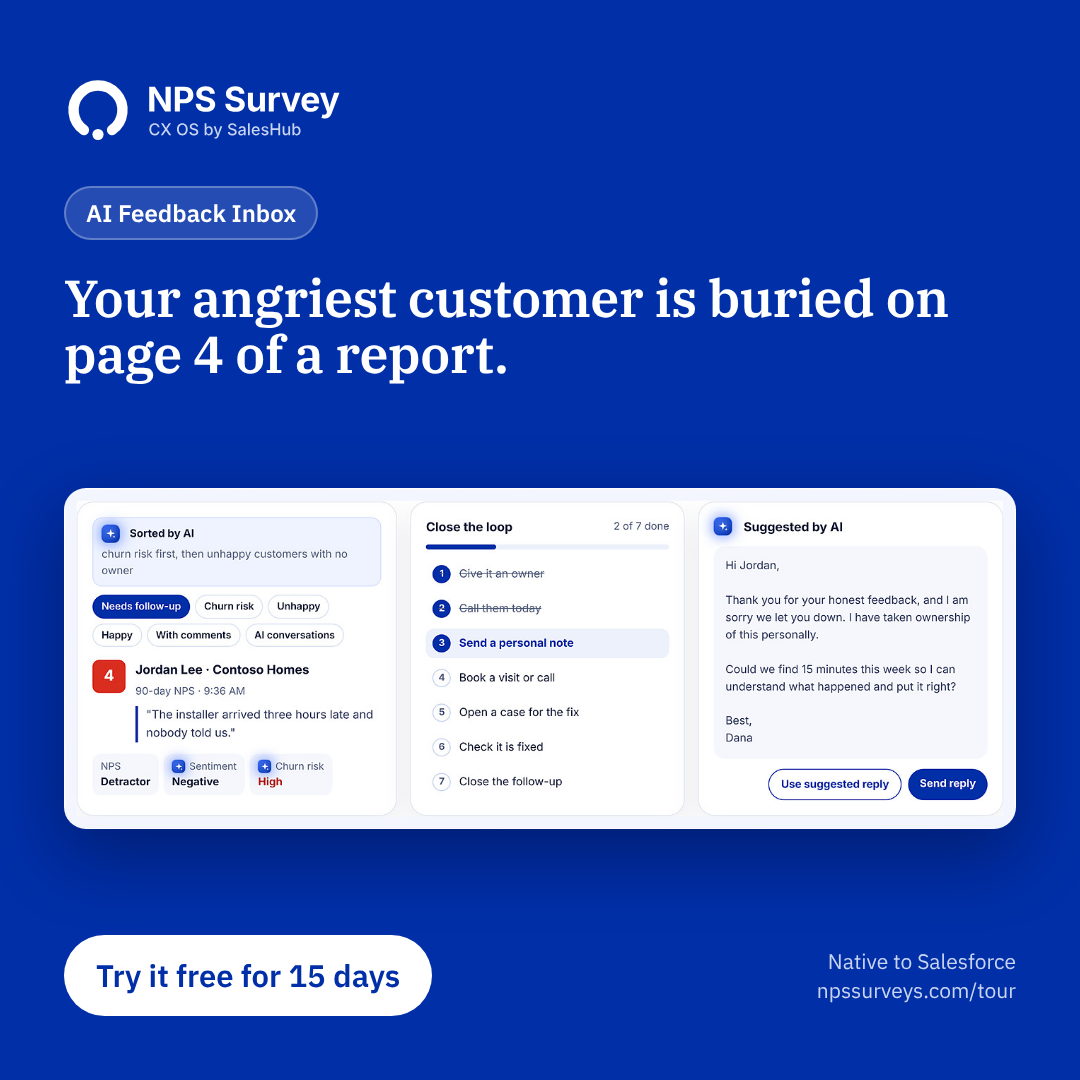 NPS Survey
CX OS by SalesHub
AI Feedback Inbox
Your angriest customer is buried on
page 4 of a report.
Sorted by AI
churn risk first, then unhappy customers with no
owner
Needs follow-up
Churn risk
Unhappy
Happy
With comments
AI conversations
4
Jordan Lee · Contoso Homes
90-day NPS · 9:36 AM
"The installer arrived three hours late and
nobody told us."
NPS
Detractor
Sentiment
Negative
Churn risk
High
Close the loop
2 of 7 done
1 Give it an owner
2 Call them today
3 Send a personal note
4 Book a visit or call
5 Open a case for the fix
6 Check it is fixed
7 Close the follow-up
Suggested by AI
Hi Jordan,
Thank you for your honest feedback, and I am
sorry we let you down. I have taken ownership
of this personally.
Could we find 15 minutes this week so I can
understand what happened and put it right?
Best,
Dana
Use suggested reply
Send reply
Try it free for 15 days
Native to Salesforce
npssurveys.com/tour